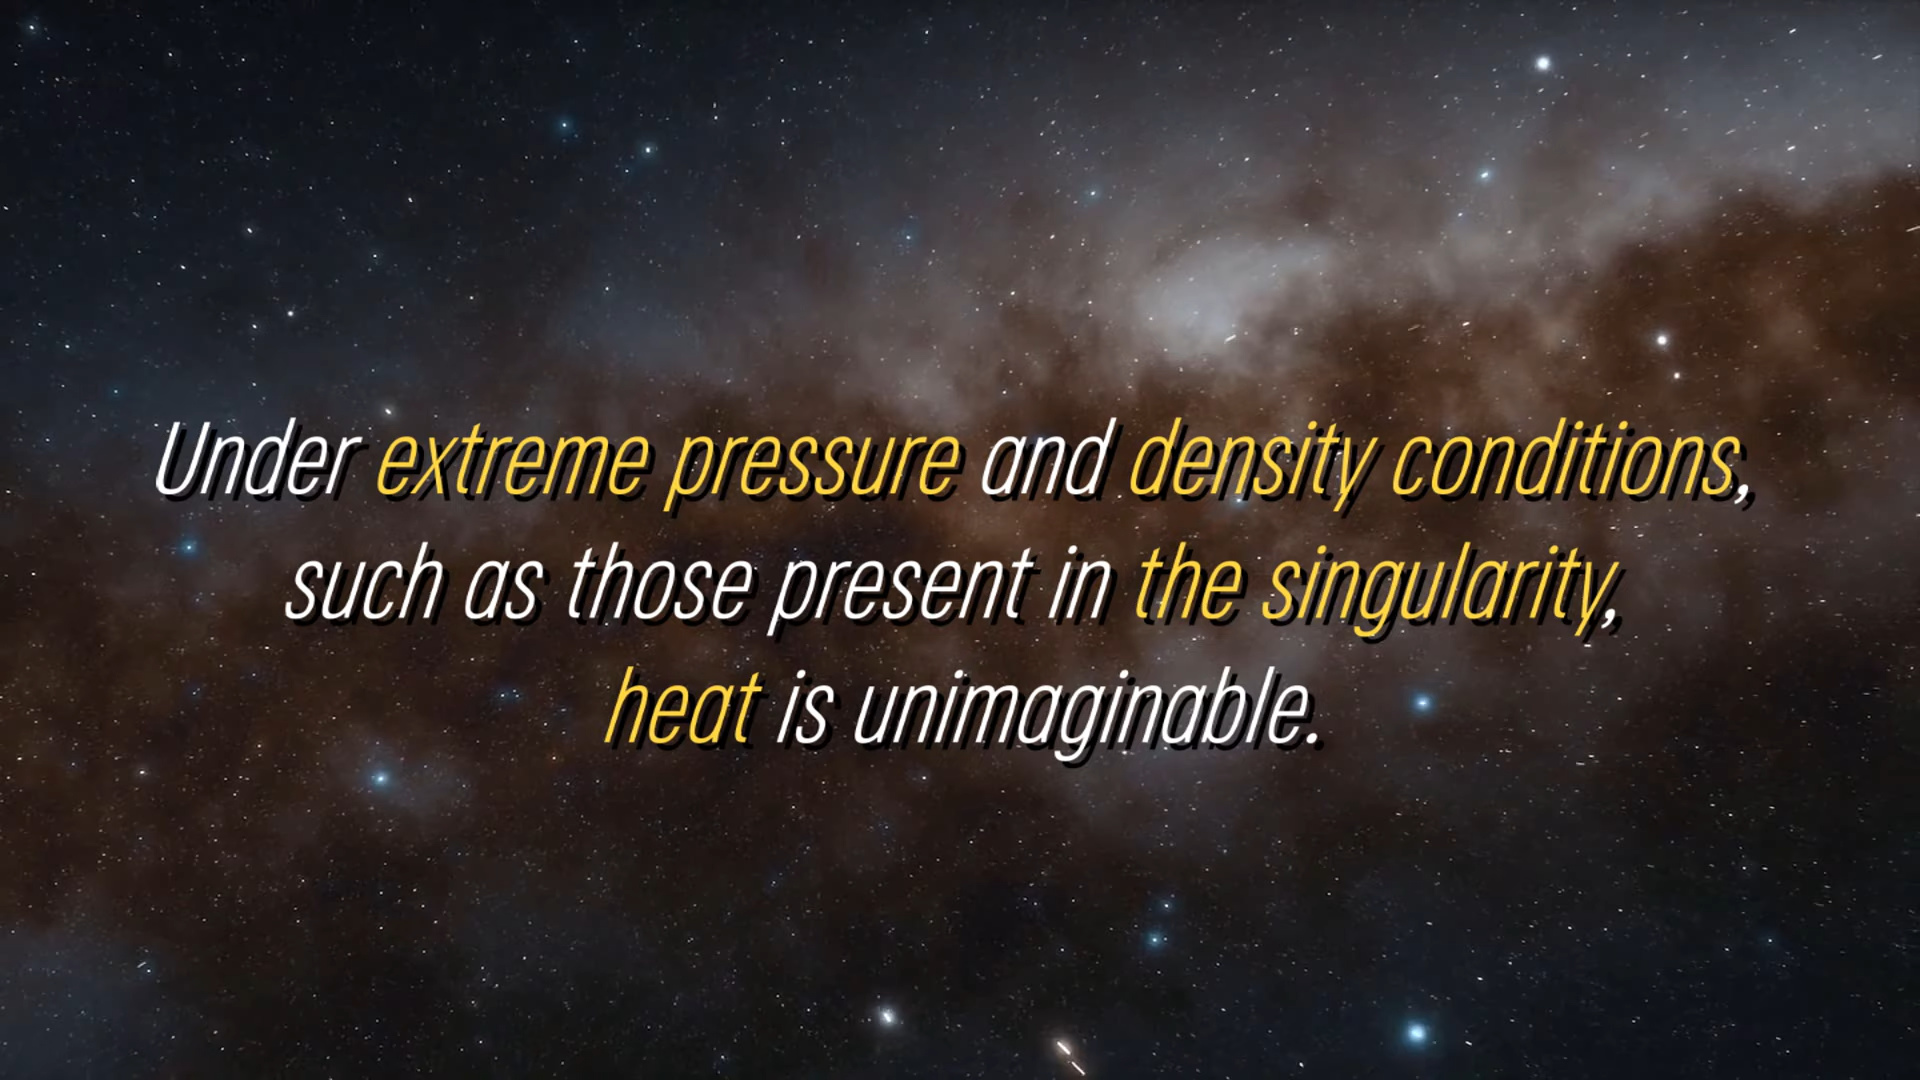 Under extreme pressure and density conditions,
such as those present in the singularity,
heat is unimaginable.